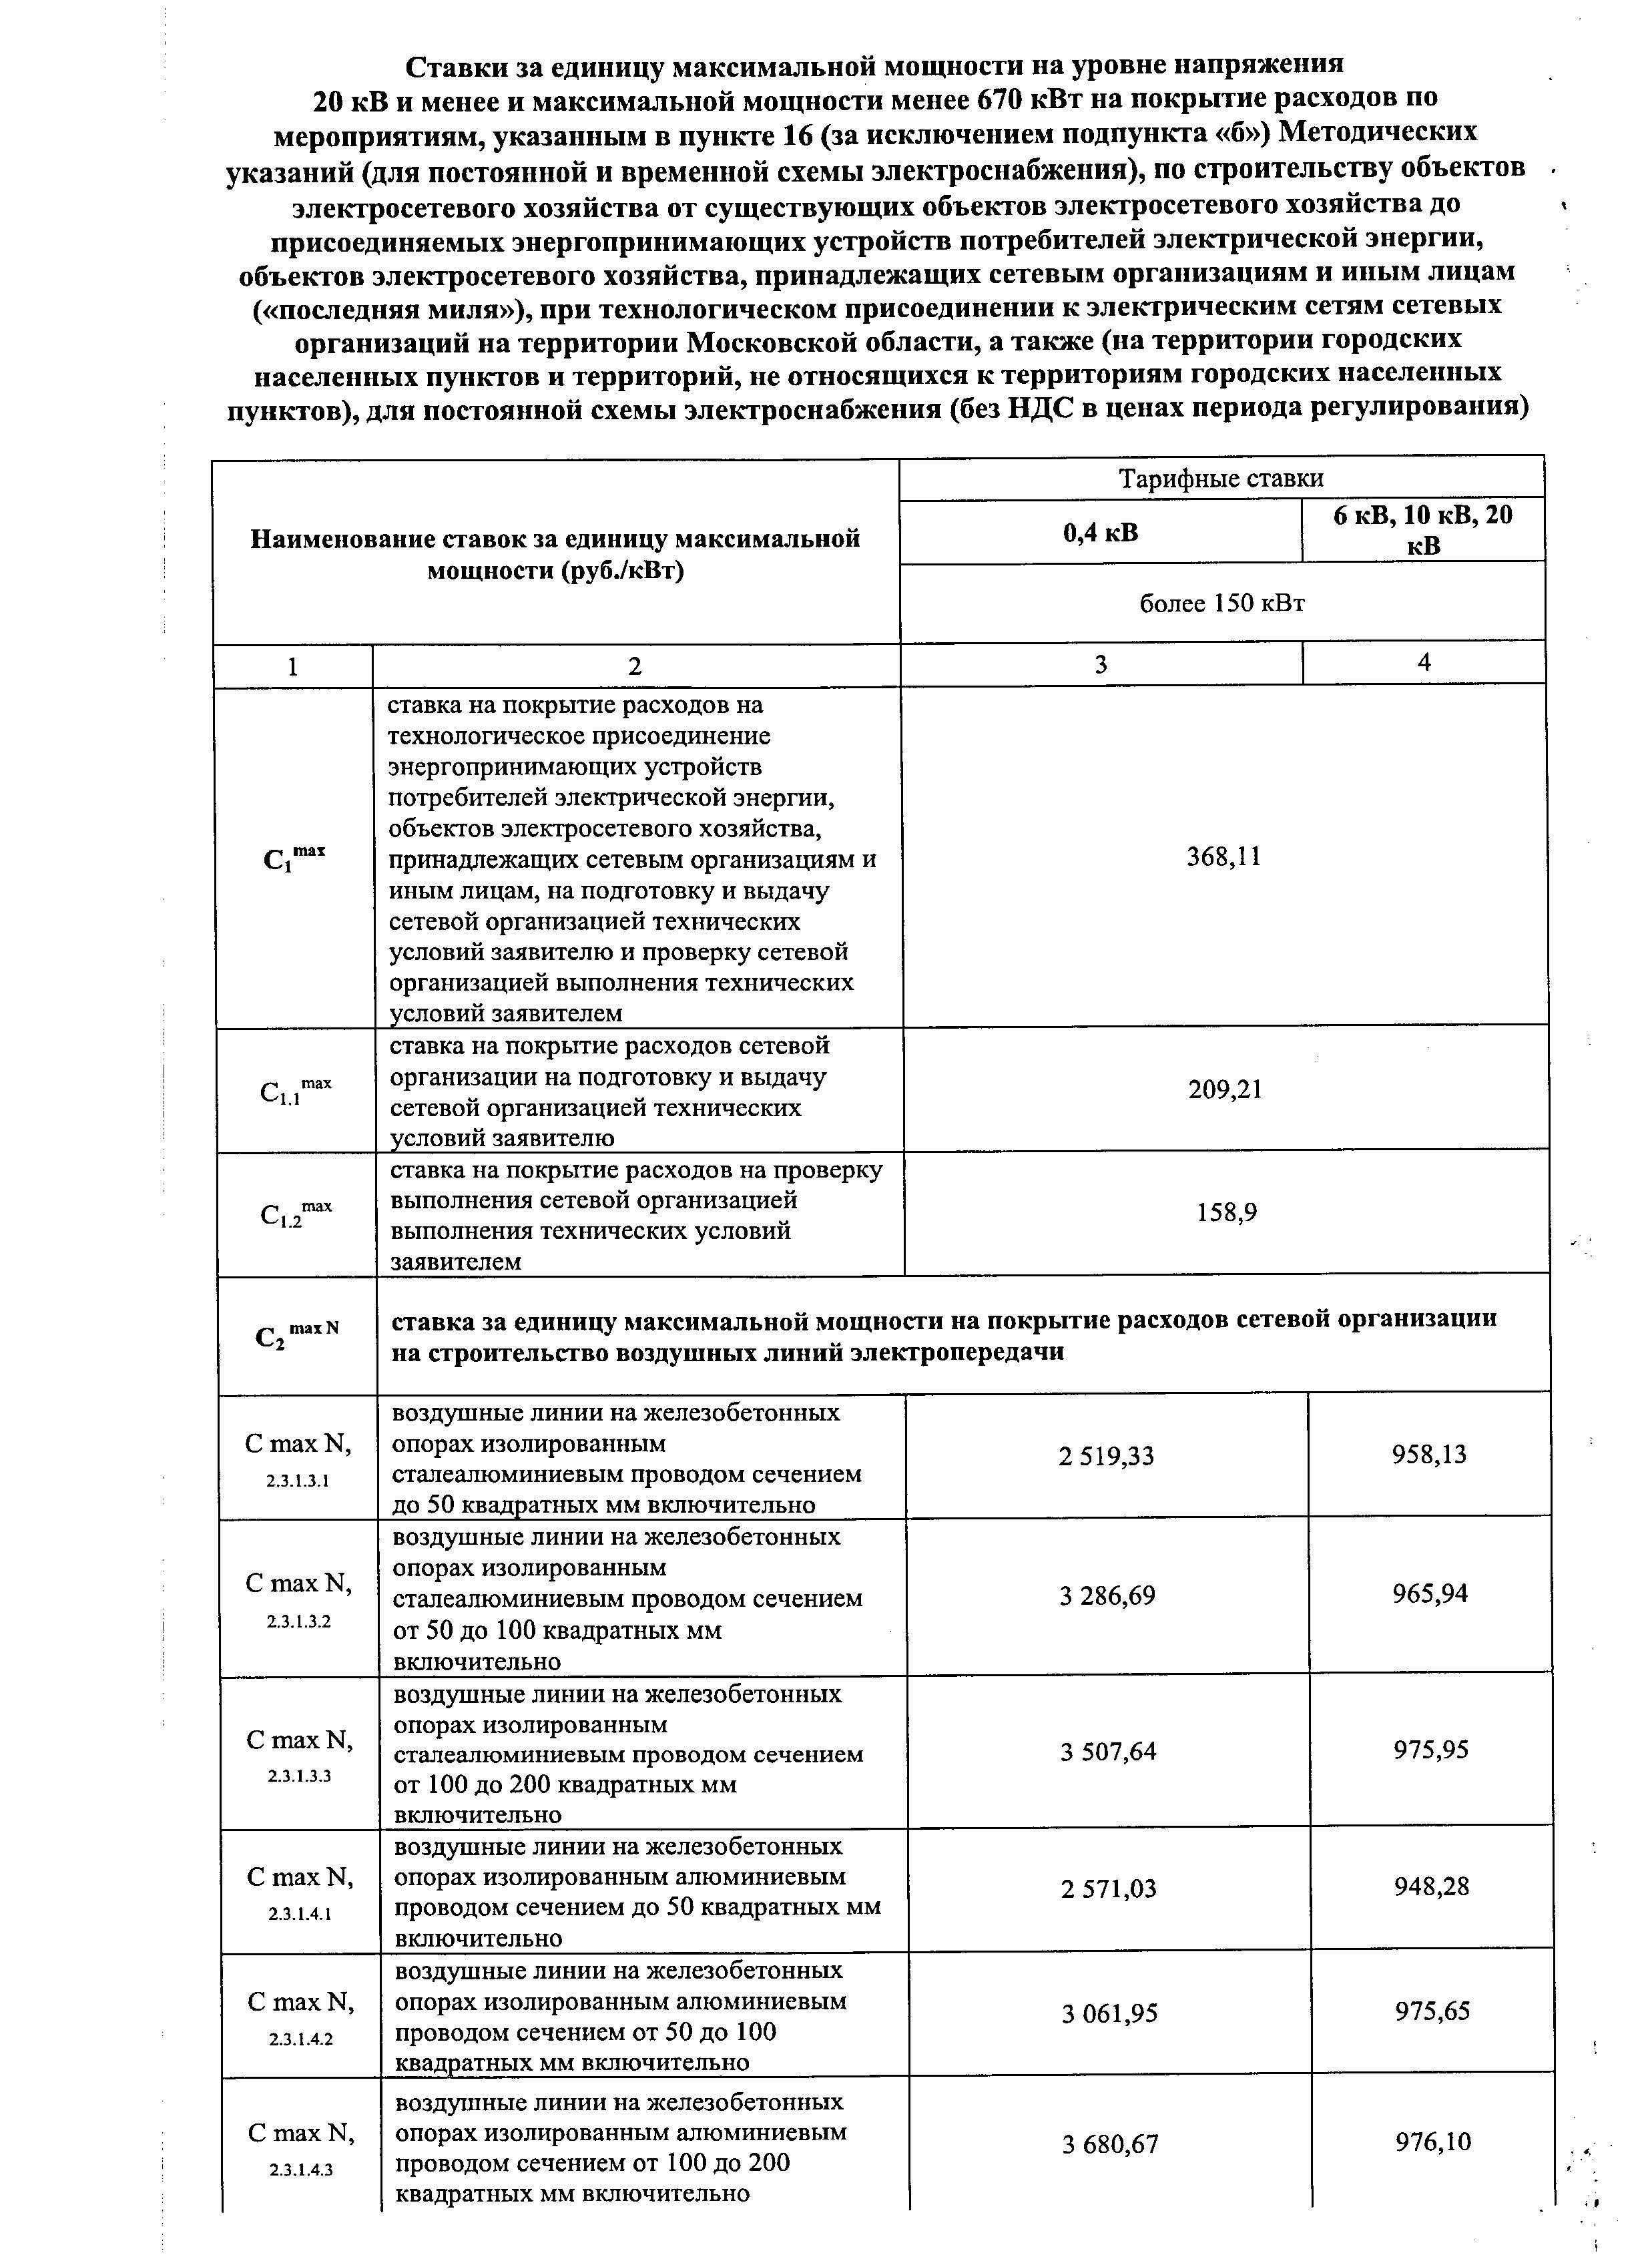 Ставки за единицу максимальной мощности на уровне напряжения
20 кВ и менее и максимальной мощности менее 670 кВт на покрытие расходов по
мероприятиям, указанным в пункте 16 (за исключением подпункта «б») Методических
указаний (для постоянной и временной схемы электроснабжения), по строительству объектов
электросетевого хозяйства от существующих объектов электросетевого хозяйства до
присоединяемых энергопринимающих устройств потребителей электрической энергии,
объектов электросетевого хозяйства, принадлежащих сетевым организациям и иным лицам
(«последняя миля»), при технологическом присоединении к электрическим сетям сетевых
организаций на территории Московской области, а также (на территории городских
населенных пунктов и территорий, не относящихся к территориям городских населенных
пунктов), для постоянной схемы электроснабжения (без НДС в ценах периода регулирования)
Наименование ставок за единицу максимальной
мощности (руб./кВт)
Тарифные ставки
0,4 кВ
6 кВ, 10 кВ, 20
кВ
более 150 кВт
1
2
3
4
C1 max
ставка на покрытие расходов на
технологическое присоединение
энергопринимающих устройств
потребителей электрической энергии,
объектов электросетевого хозяйства,
принадлежащих сетевым организациям и
иным лицам, на подготовку и выдачу
сетевой организацией технических
условий заявителю и проверку сетевой
организацией выполнения технических
условий заявителем
368,11
C1.1 max
ставка на покрытие расходов сетевой
организации на подготовку и выдачу
сетевой организацией технических
условий заявителю
209,21
C1.2 max
ставка на покрытие расходов на проверку
выполнения сетевой организацией
выполнения технических условий
заявителем
158,9
C2 max N
ставка за единицу максимальной мощности на покрытие расходов сетевой организации
на строительство воздушных линий электропередачи
C max N,
2.3.1.3.1
воздушные линии на железобетонных
опорах изолированным
сталеалюминиевым проводом сечением
до 50 квадратных мм включительно
2 519,33
958,13
C max N,
2.3.1.3.2
воздушные линии на железобетонных
опорах изолированным
сталеалюминиевым проводом сечением
от 50 до 100 квадратных мм
включительно
3 286,69
965,94
C max N,
2.3.1.3.3
воздушные линии на железобетонных
опорах изолированным
сталеалюминиевым проводом сечением
от 100 до 200 квадратных мм
включительно
3 507,64
975,95
C max N,
2.3.1.4.1
воздушные линии на железобетонных
опорах изолированным алюминиевым
проводом сечением до 50 квадратных мм
включительно
2 571,03
948,28
C max N,
2.3.1.4.2
воздушные линии на железобетонных
опорах изолированным алюминиевым
проводом сечением от 50 до 100
квадратных мм включительно
3 061,95
975,65
C max N,
2.3.1.4.3
воздушные линии на железобетонных
опорах изолированным алюминиевым
проводом сечением от 100 до 200
квадратных мм включительно
3 680,67
976,10